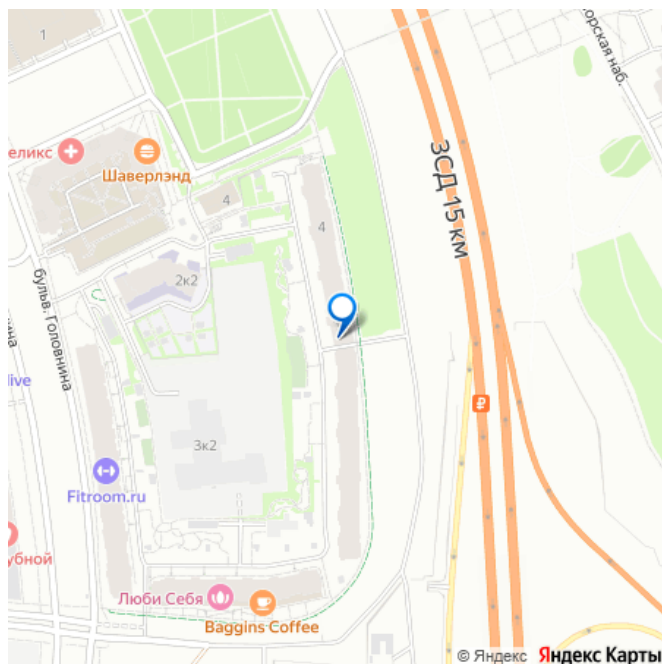 1
орская наб.
еликс
Шаверлэнд
ЗСД 15 км
4
4
2к2
бульв. Головнина
ина
live
₽
3к2
Fitroom.ru
убной
Люби Себя
Baggins Coffee
© Яндекс Яндекс Карты